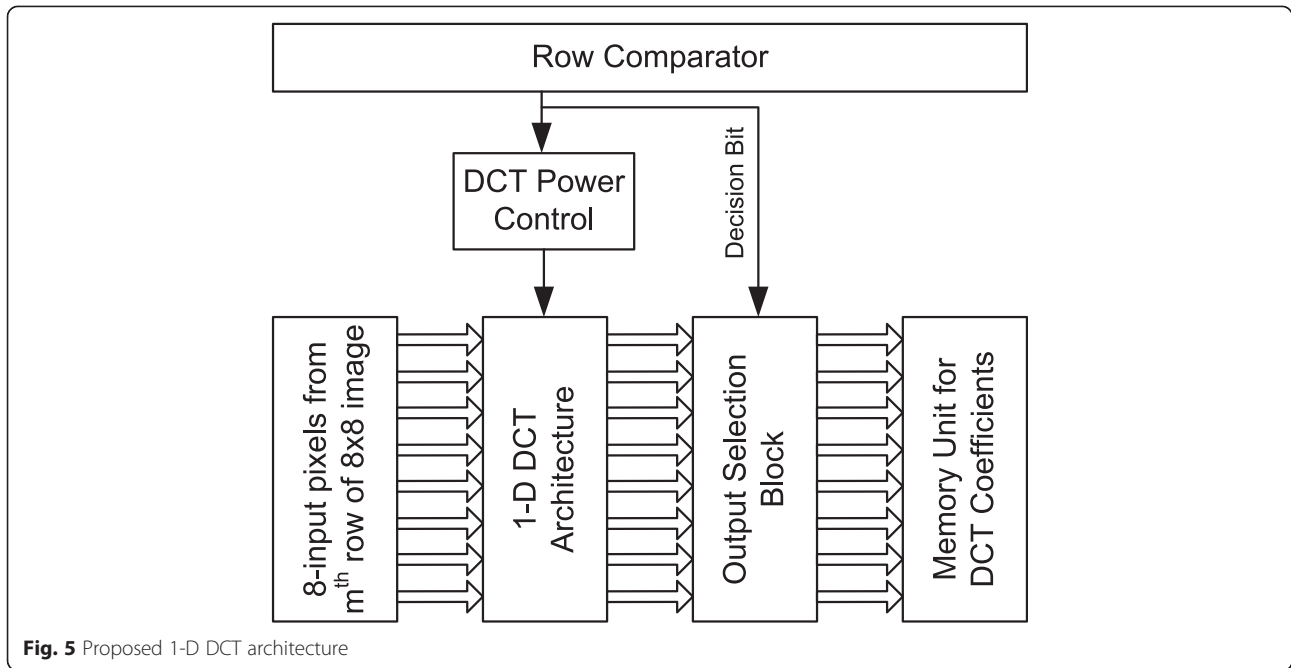 Row Comparator
DCT Power
Control
Decision Bit
8-input pixels from
mth row of 8x8 image
1-D DCT
Architecture
Output Selection
Block
Memory Unit for
DCT Coefficients
Fig. 5 Proposed 1-D DCT architecture